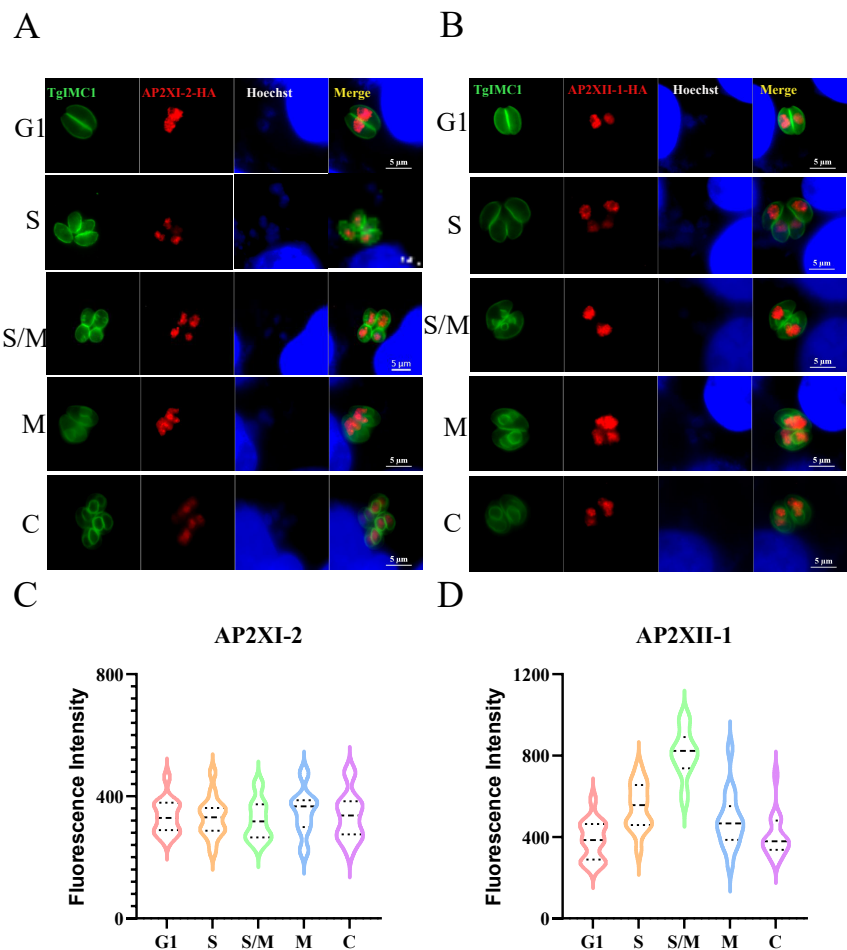 A
TgIMC1 AP2XI-2-HA Hoechst Merge
G1
5 μm
S
S/M
5 μm
M
5 μm
C
5 μm
B
TgIMC1 AP2XII-1-HA Hoechst Merge
G1
5 μm
S
5 μm
S/M
5 μm
M
5 μm
C
5 μm
C
AP2XI-2
Fluorescence Intensity
800
400
0
G1 S S/M M C
D
AP2XII-1
Fluorescence Intensity
1200
800
400
0
G1 S S/M M C